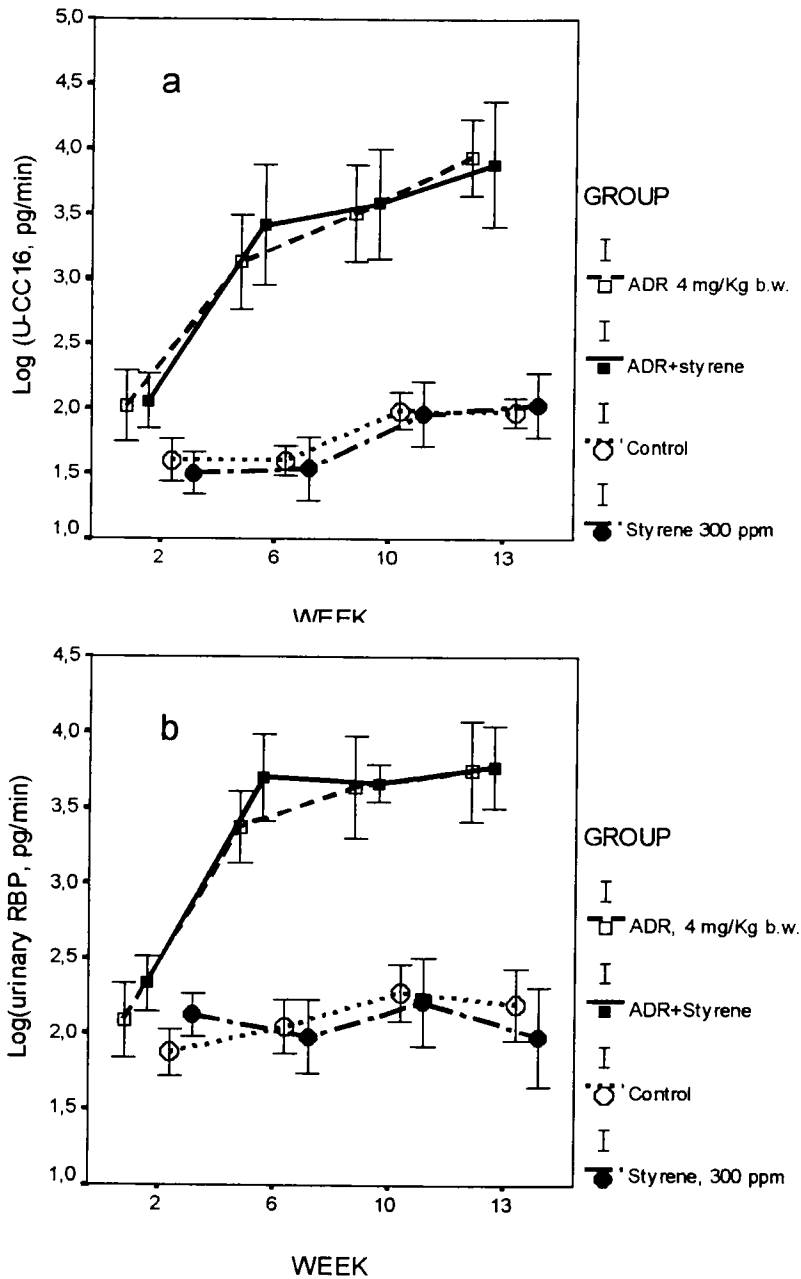 a
Log (U-CC16, pg/min)
5,0
4,5
4,0
3,5
3,0
2,5
2,0
1,5
1,0
2 6 10 13
WEEK
GROUP
ADR 4 mg/Kg b.w.
ADR+styrene
Control
Styrene 300 ppm
b
Log(urinary RBP, pg/min)
4,5
4,0
3,5
3,0
2,5
2,0
1,5
1,0
2 6 10 13
WEEK
GROUP
ADR, 4 mg/Kg b.w.
ADR+Styrene
Control
Styrene, 300 ppm